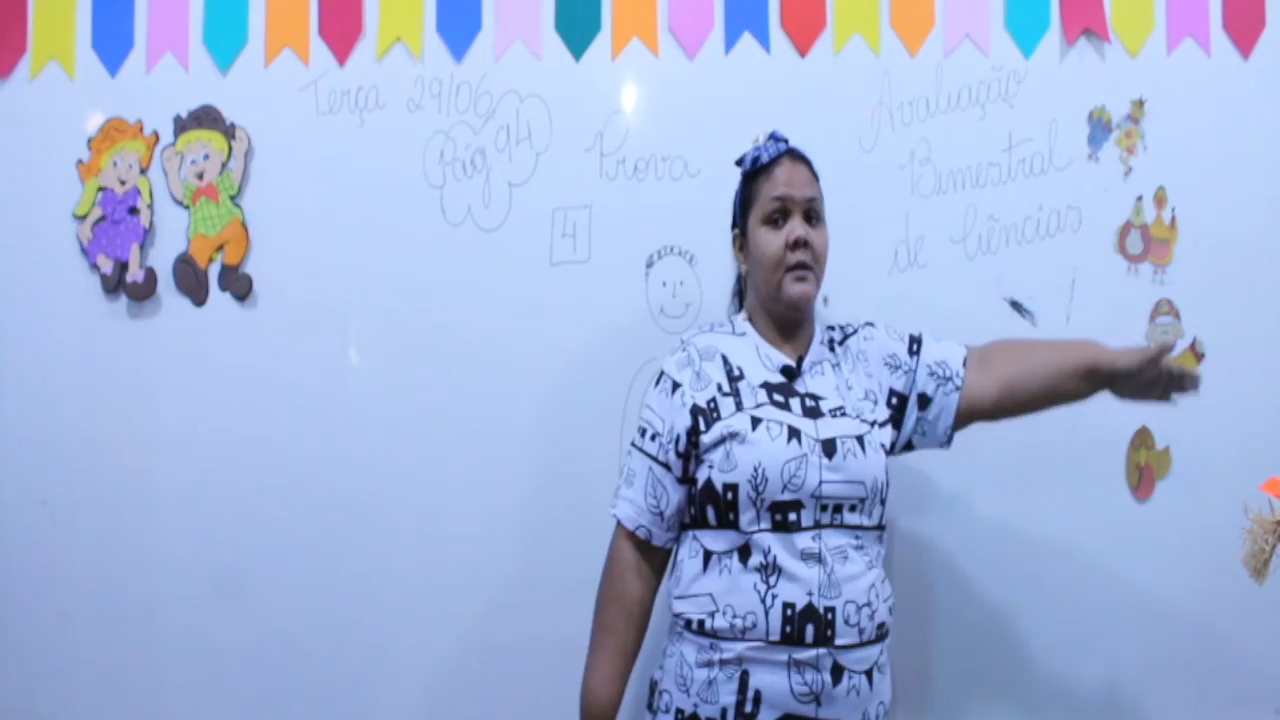 Terça 29/06
Pág 94
Prova
4
Avaliação
Bimestral
de Ciências